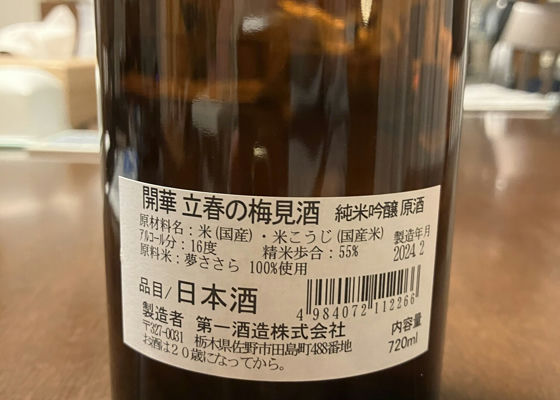 開華 立春の梅見酒 純米吟醸 原酒
原材料名：米(国産)・米こうじ(国産米)
製造年月
アルコール分：16度 精米歩合：55%
2024.2
原料米：夢ささら 100%使用
品目/日本酒
4 984072 112266
製造者 第一酒造株式会社
内容量
〒327-0031 栃木県佐野市田島町488番地
720ml
お酒は20歳になってから。